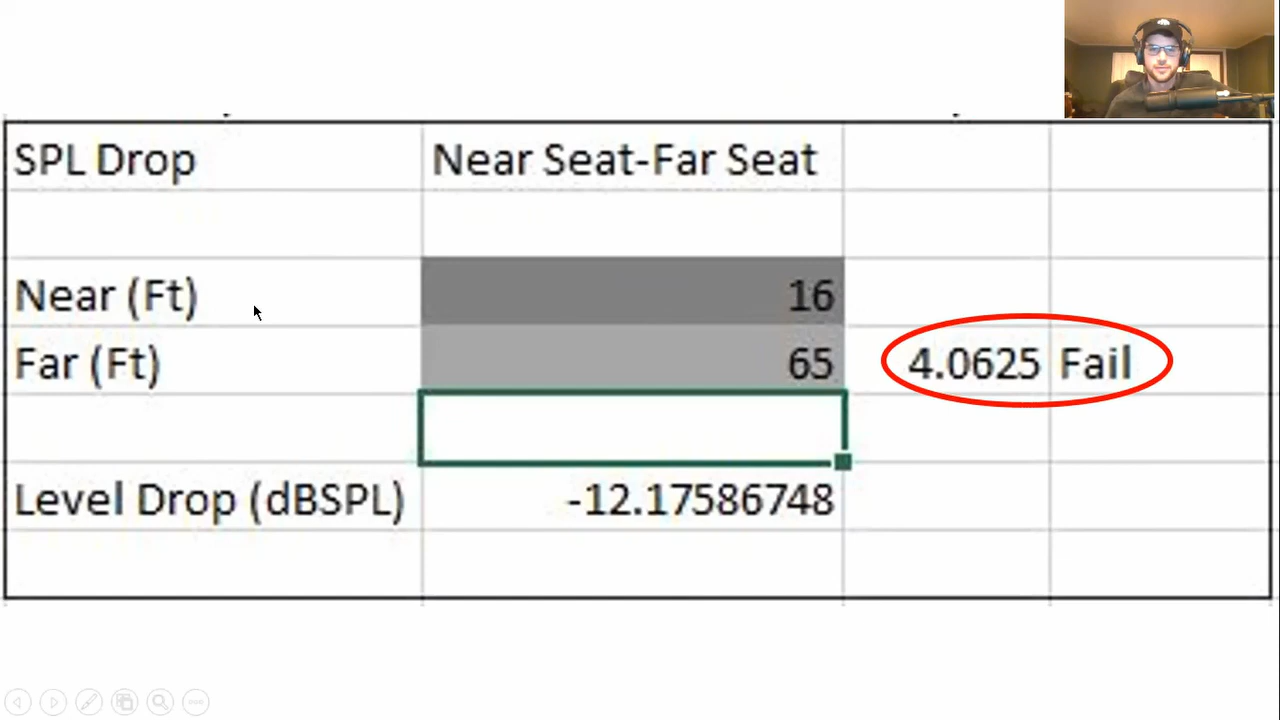 SPL Drop Near Seat-Far Seat
Near (Ft) 16
Far (Ft) 65 4.0625 Fail
Level Drop (dBSPL) -12.17586748